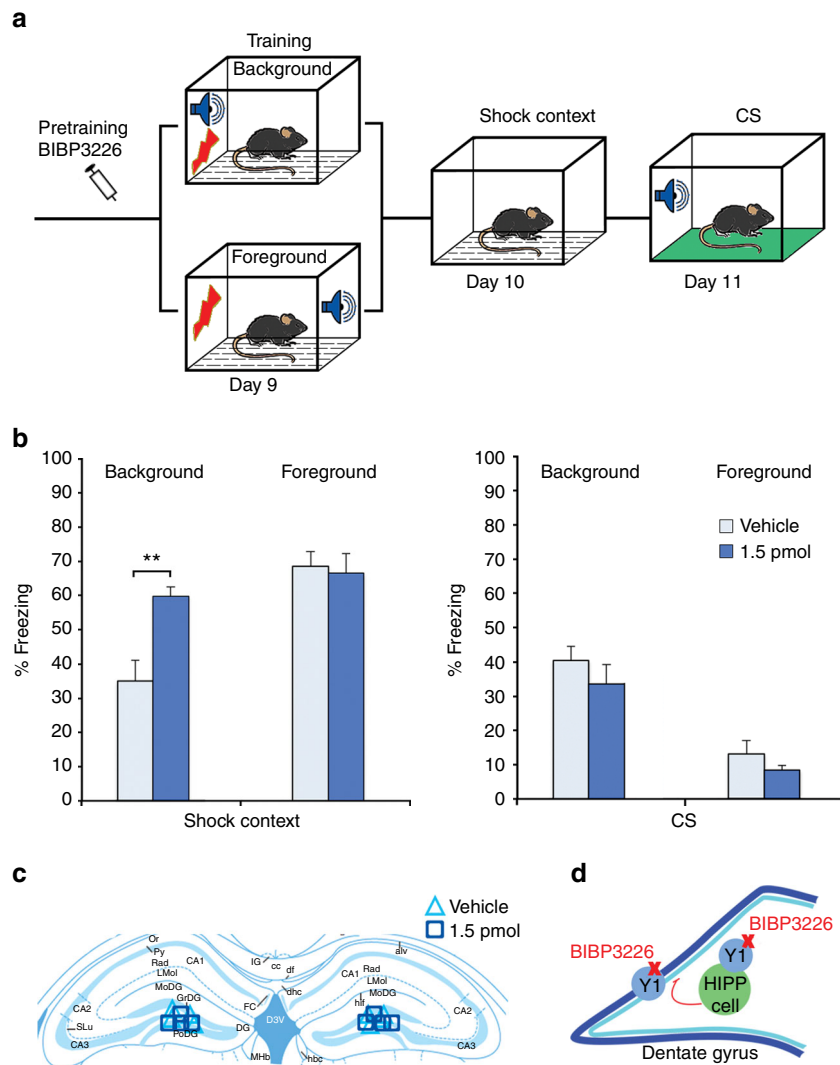 a
Training
Background
Pretraining
BIBP3226
Foreground
Day 9
Shock context
Day 10
CS
Day 11
b
100
90
80
70
60
50
40
30
20
10
0
% Freezing
Background
Foreground
**
Shock context
100
90
80
70
60
50
40
30
20
10
0
% Freezing
Background
Foreground
Vehicle
1.5 pmol
CS
c
Vehicle
1.5 pmol
Or
Py
Rad
LMol
MoDG
GrDG
CA1
CA2
SLu
CA3
PoDG
DG
FC
IG
cc
df
dhc
D3V
MHb
hbc
alv
CA1
Rad
LMol
MoDG
hif
CA2
CA3
d
BIBP3226
Y1
BIBP3226
Y1
HIPP
cell
Dentate gyrus